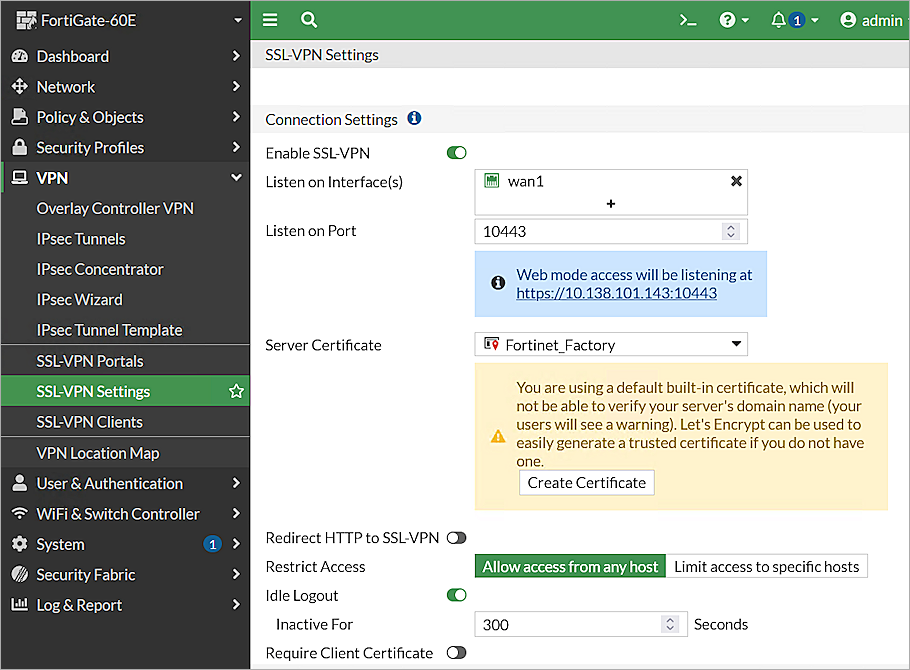 FortiGate-60E
1
admin
Dashboard
Network
Policy & Objects
Security Profiles
VPN
Overlay Controller VPN
IPsec Tunnels
IPsec Concentrator
IPsec Wizard
IPsec Tunnel Template
SSL-VPN Portals
SSL-VPN Settings
SSL-VPN Clients
VPN Location Map
User & Authentication
WiFi & Switch Controller
System 1
Security Fabric
Log & Report
SSL-VPN Settings
Connection Settings
Enable SSL-VPN
Listen on Interface(s)
wan1
+
Listen on Port
10443
Web mode access will be listening at
https://10.138.101.143:10443
Server Certificate
Fortinet_Factory
You are using a default built-in certificate, which will
not be able to verify your server's domain name (your
users will see a warning). Let's Encrypt can be used to
easily generate a trusted certificate if you do not have
one.
Create Certificate
Redirect HTTP to SSL-VPN
Restrict Access
Allow access from any host
Limit access to specific hosts
Idle Logout
Inactive For
300
Seconds
Require Client Certificate